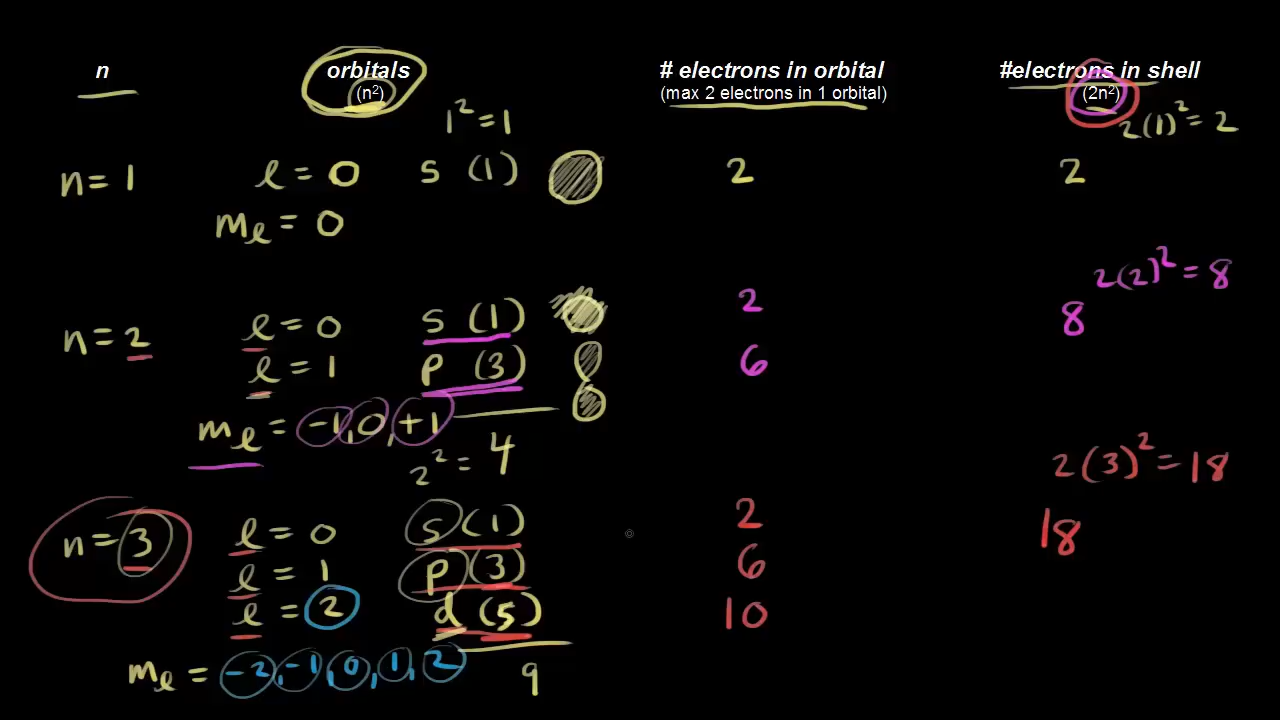 n orbitals # electrons in orbital #electrons in shell
(n²) (max 2 electrons in 1 orbital) (2n²)
1² = 1 2(1)² = 2
n = 1 l = 0 s (1) 2 2
mₗ = 0
2(2)² = 8
n = 2 l = 0 s (1) 2 8
l = 1 p (3) 6
mₗ = -1, 0, +1
2² = 4
2(3)² = 18
n = 3 l = 0 s (1) 2 18
l = 1 p (3) 6
l = 2 d (5) 10
mₗ = -2, -1, 0, 1, 2 9